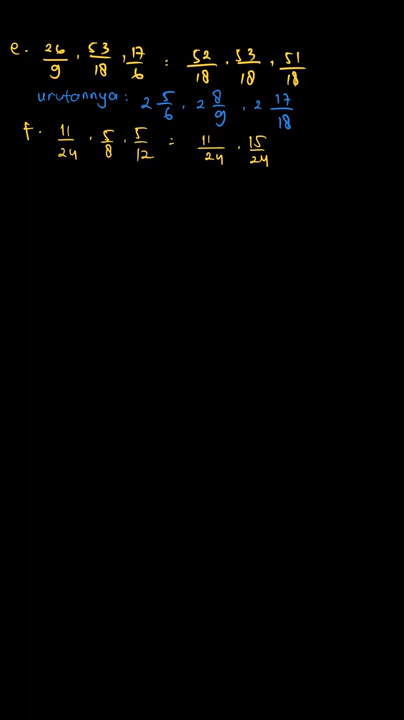 e. 26/9, 53/18, 17/6 = 52/18, 53/18, 51/18
urutannya: 2 5/6, 2 8/9, 2 17/18
f. 11/24, 5/8, 5/12 = 11/24, 15/24